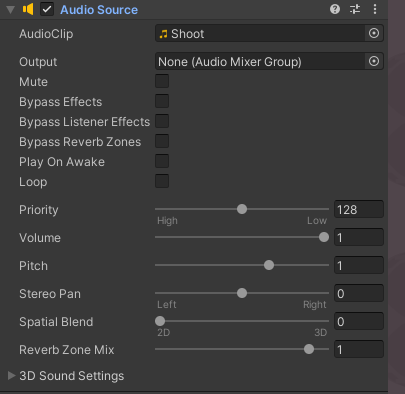 Audio Source
AudioClip Shoot
Output None (Audio Mixer Group)
Mute
Bypass Effects
Bypass Listener Effects
Bypass Reverb Zones
Play On Awake
Loop
Priority 128
High Low
Volume 1
Pitch 1
Stereo Pan 0
Left Right
Spatial Blend 0
2D 3D
Reverb Zone Mix 1
3D Sound Settings